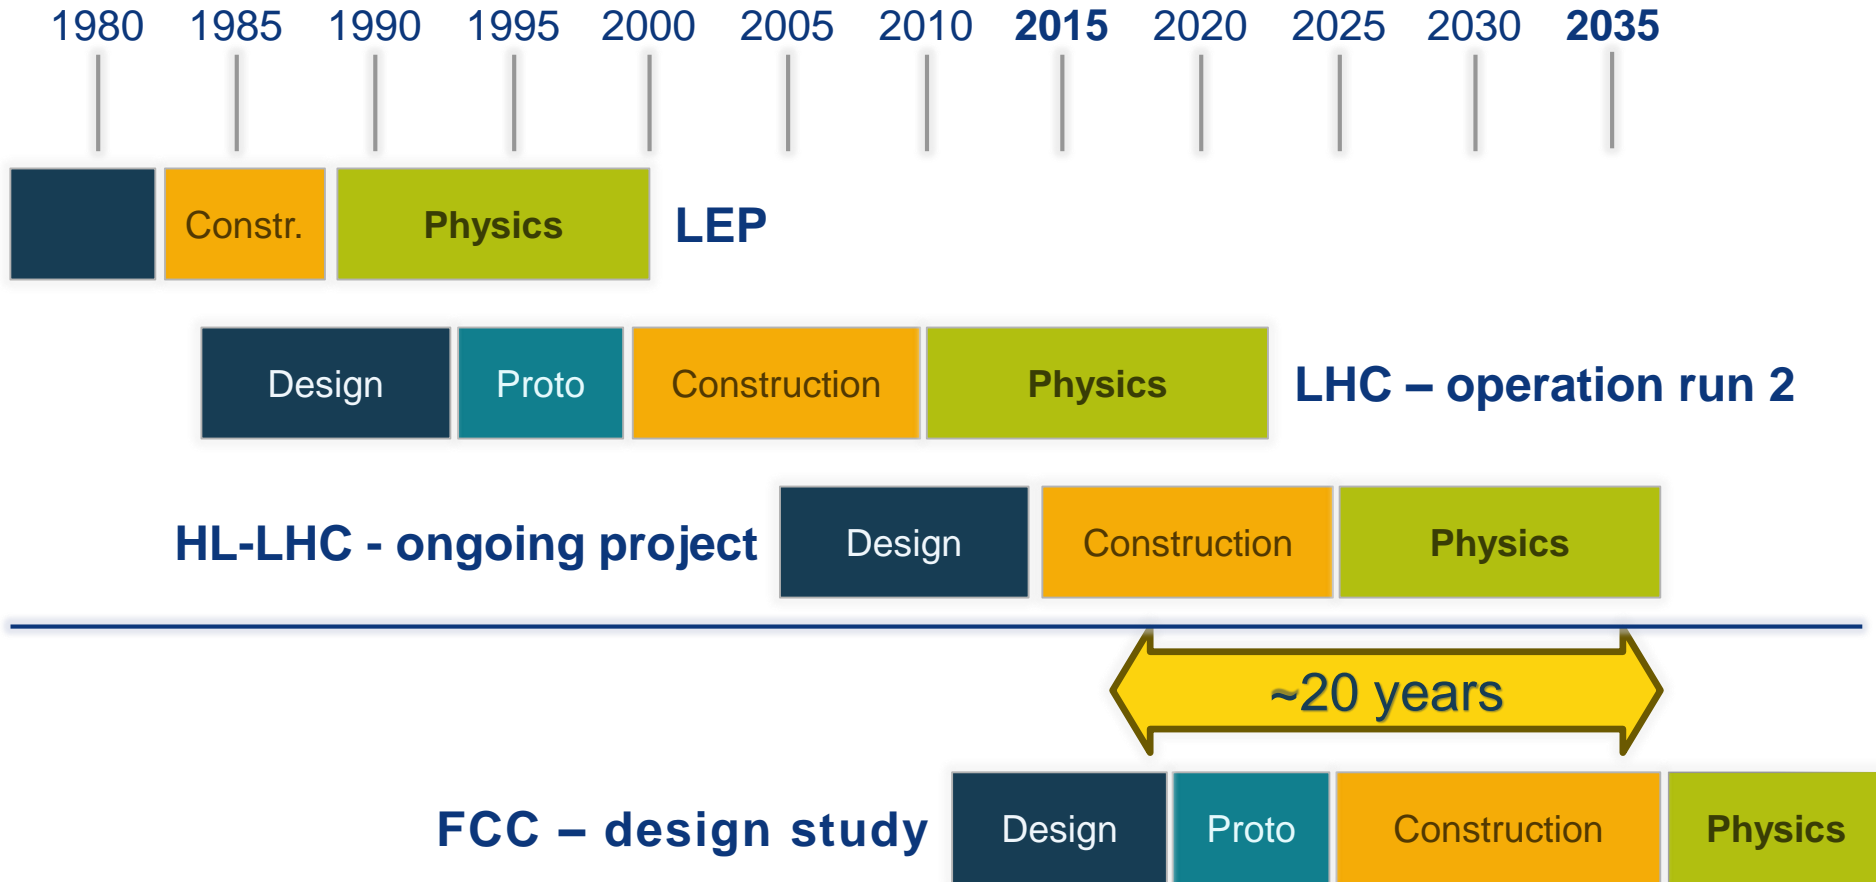 1980 1985 1990 1995 2000 2005 2010 2015 2020 2025 2030 2035
Constr. Physics LEP
Design Proto Construction Physics LHC – operation run 2
HL-LHC - ongoing project Design Construction Physics
~20 years
FCC – design study Design Proto Construction Physics